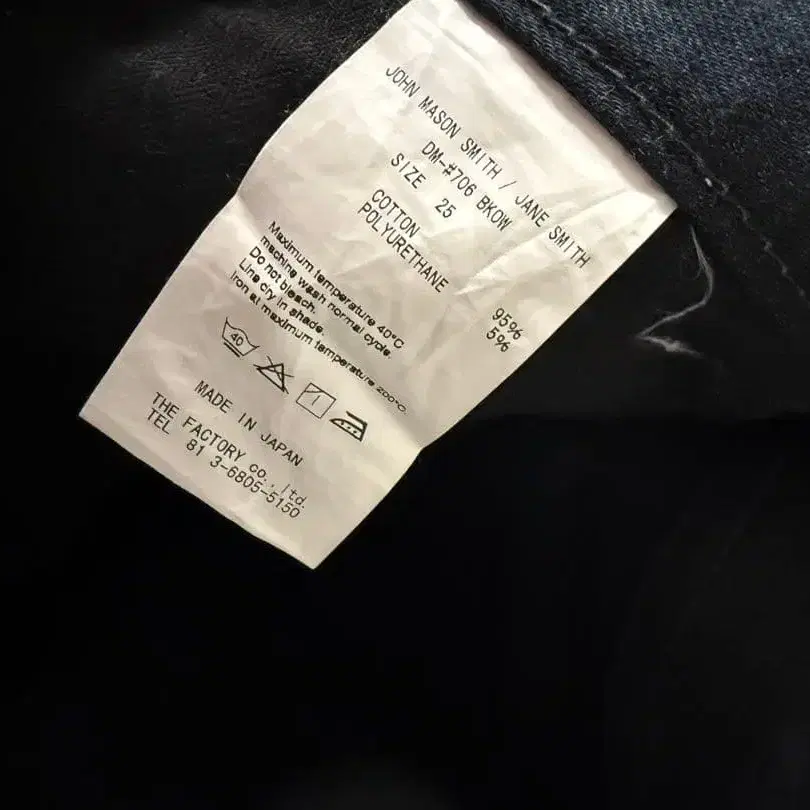 JOHN MASON SMITH / JANE SMITH
DM-#706 BKOW
SIZE 25
COTTON 95%
POLYURETHANE 5%
Maximum temperature 40°C
machine wash normal cycle.
Do not bleach.
Line dry in shade.
Iron at maximum temperature 200°C.
40
MADE IN JAPAN
THE FACTORY co., ltd.
TEL 81 3-6805-5150